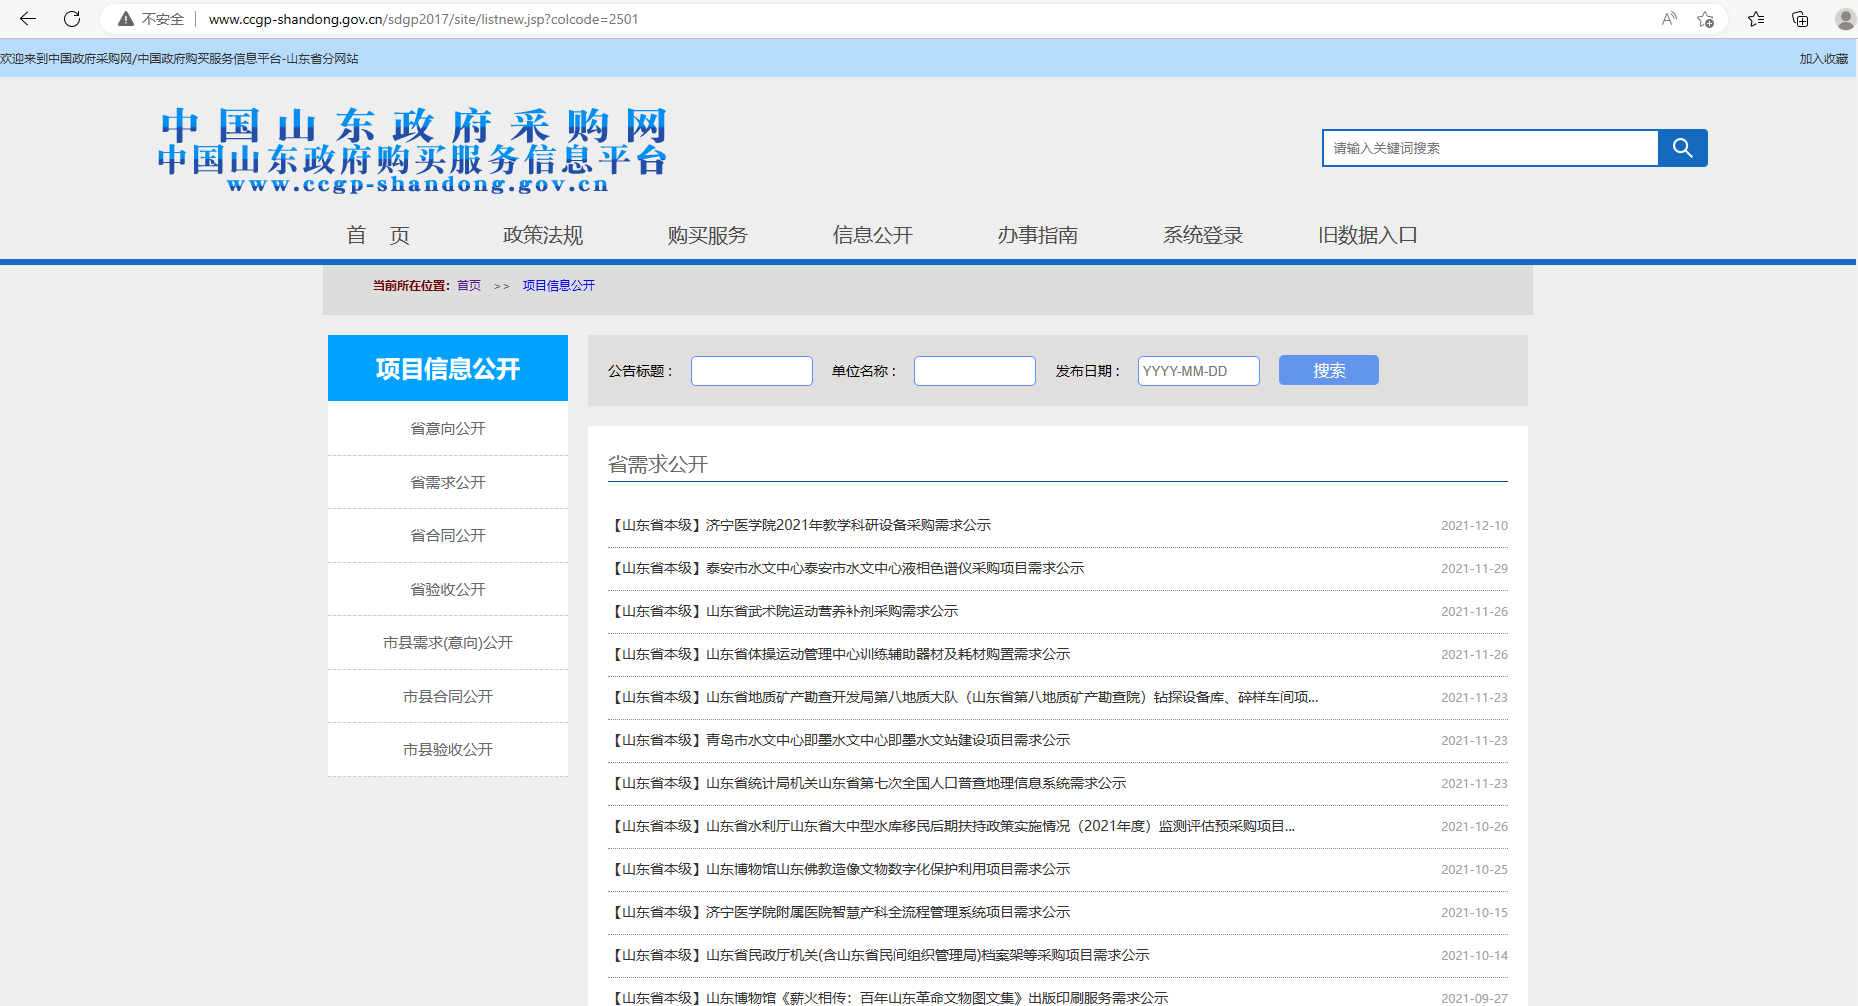 不安全 www.ccgp-shandong.gov.cn/sdgp2017/site/listnew.jsp?colcode=2501
欢迎来到中国政府采购网/中国政府购买服务信息平台-山东省分网站 加入收藏
中国山东政府采购网
中国山东政府购买服务信息平台
www.ccgp-shandong.gov.cn
请输入关键词搜索
首 页 政策法规 购买服务 信息公开 办事指南 系统登录 旧数据入口
当前所在位置：首页 >> 项目信息公开
项目信息公开
省意向公开
省需求公开
省合同公开
省验收公开
市县需求(意向)公开
市县合同公开
市县验收公开
公告标题： 单位名称： 发布日期： YYYY-MM-DD 搜索
省需求公开
【山东省本级】济宁医学院2021年教学科研设备采购需求公示 2021-12-10
【山东省本级】泰安市水文中心泰安市水文中心液相色谱仪采购项目需求公示 2021-11-29
【山东省本级】山东省武术院运动营养补剂采购需求公示 2021-11-26
【山东省本级】山东省体操运动管理中心训练辅助器材及耗材购置需求公示 2021-11-26
【山东省本级】山东省地质矿产勘查开发局第八地质大队（山东省第八地质矿产勘查院）钻探设备库、碎样车间项... 2021-11-23
【山东省本级】青岛市水文中心即墨水文中心即墨水文站建设项目需求公示 2021-11-23
【山东省本级】山东省统计局机关山东省第七次全国人口普查地理信息系统需求公示 2021-11-23
【山东省本级】山东省水利厅山东省大中型水库移民后期扶持政策实施情况（2021年度）监测评估预采购项目... 2021-10-26
【山东省本级】山东博物馆山东佛教造像文物数字化保护利用项目需求公示 2021-10-25
【山东省本级】济宁医学院附属医院智慧产科全流程管理系统项目需求公示 2021-10-15
【山东省本级】山东省民政厅机关(含山东省民间组织管理局)档案架等采购项目需求公示 2021-10-14
【山东省本级】山东博物馆《薪火相传：百年山东革命文物图文集》出版印刷服务需求公示 2021-09-27